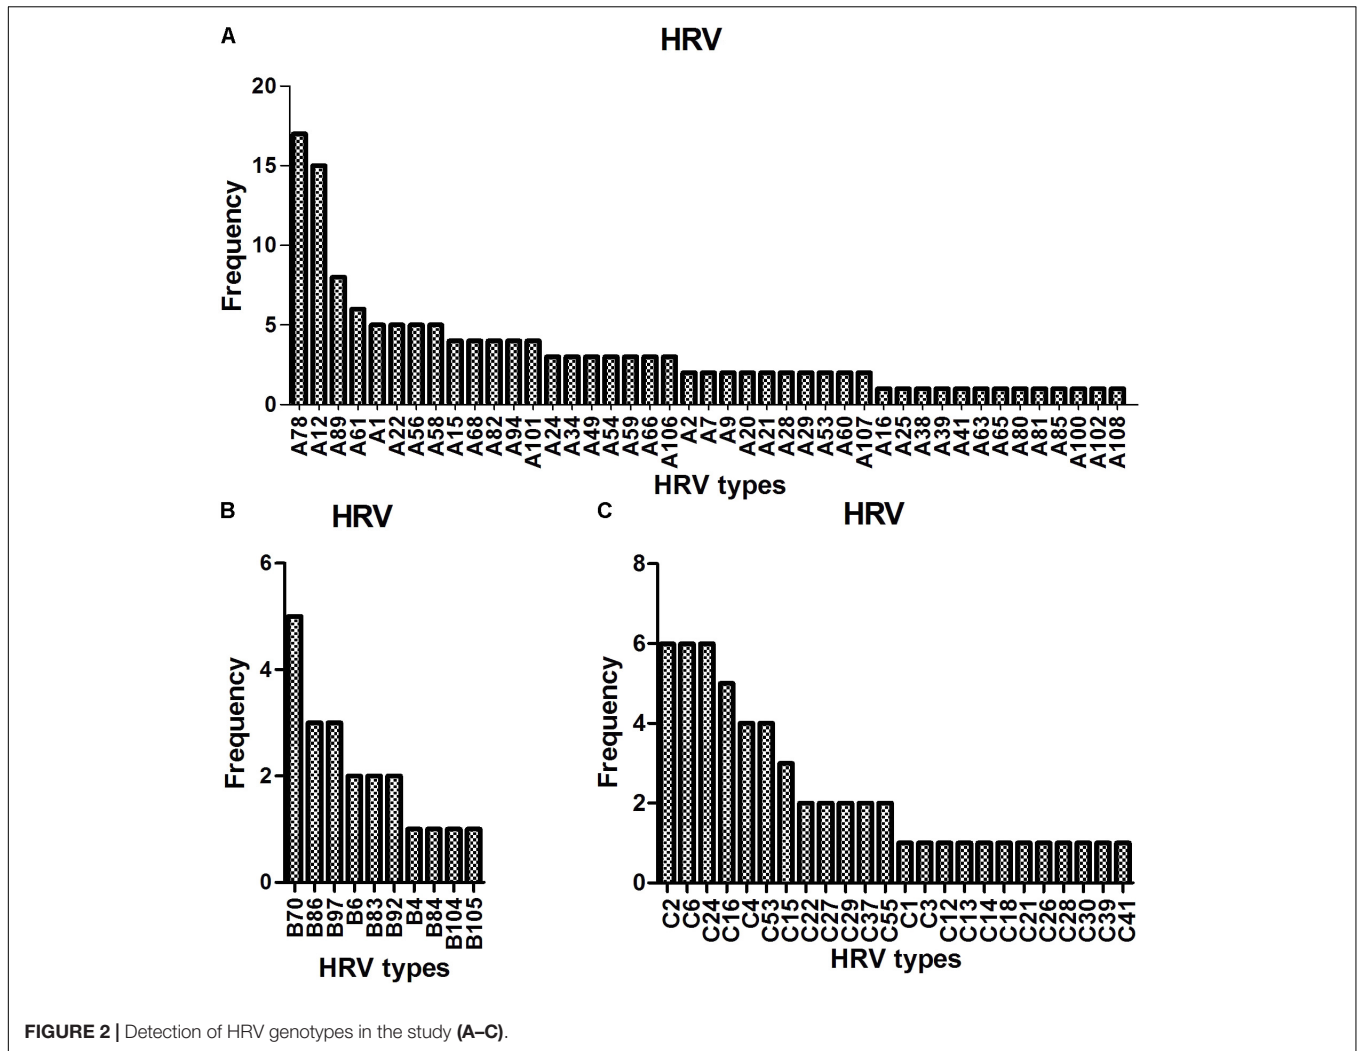 A
HRV
20
15
10
5
0
Frequency
A78 A12 A89 A61 A1 A22 A56 A58 A15 A68 A82 A94 A101 A24 A34 A49 A54 A59 A66 A106 A2 A7 A9 A20 A21 A28 A29 A53 A60 A107 A16 A25 A38 A39 A41 A63 A65 A80 A81 A85 A100 A102 A108
HRV types
B
HRV
6
4
2
0
Frequency
B70 B86 B97 B6 B83 B92 B4 B84 B104 B105
HRV types
C
HRV
8
6
4
2
0
Frequency
C2 C6 C24 C16 C4 C53 C15 C22 C27 C29 C37 C55 C1 C3 C12 C13 C14 C18 C21 C26 C28 C30 C39 C41
HRV types
FIGURE 2 | Detection of HRV genotypes in the study (A–C).